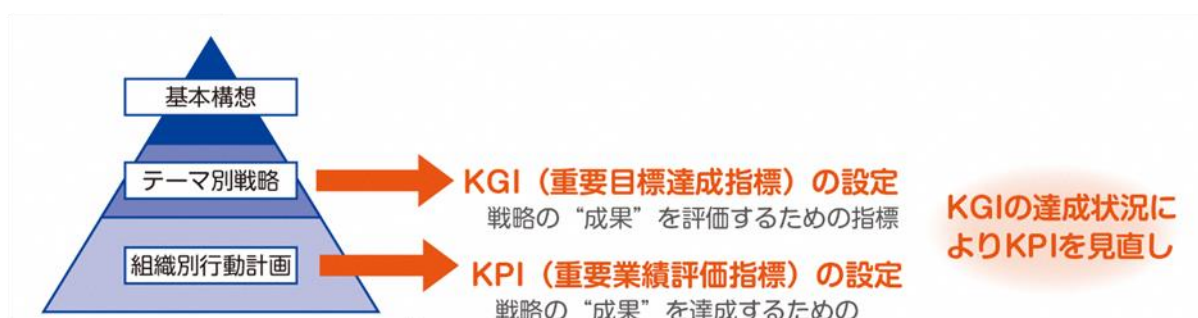 基本構想
テーマ別戦略
KGI（重要目標達成指標）の設定
戦略の“成果”を評価するための指標
KGIの達成状況に
よりKPIを見直し
組織別行動計画
KPI（重要業績評価指標）の設定
戦略の“成果”を達成するための